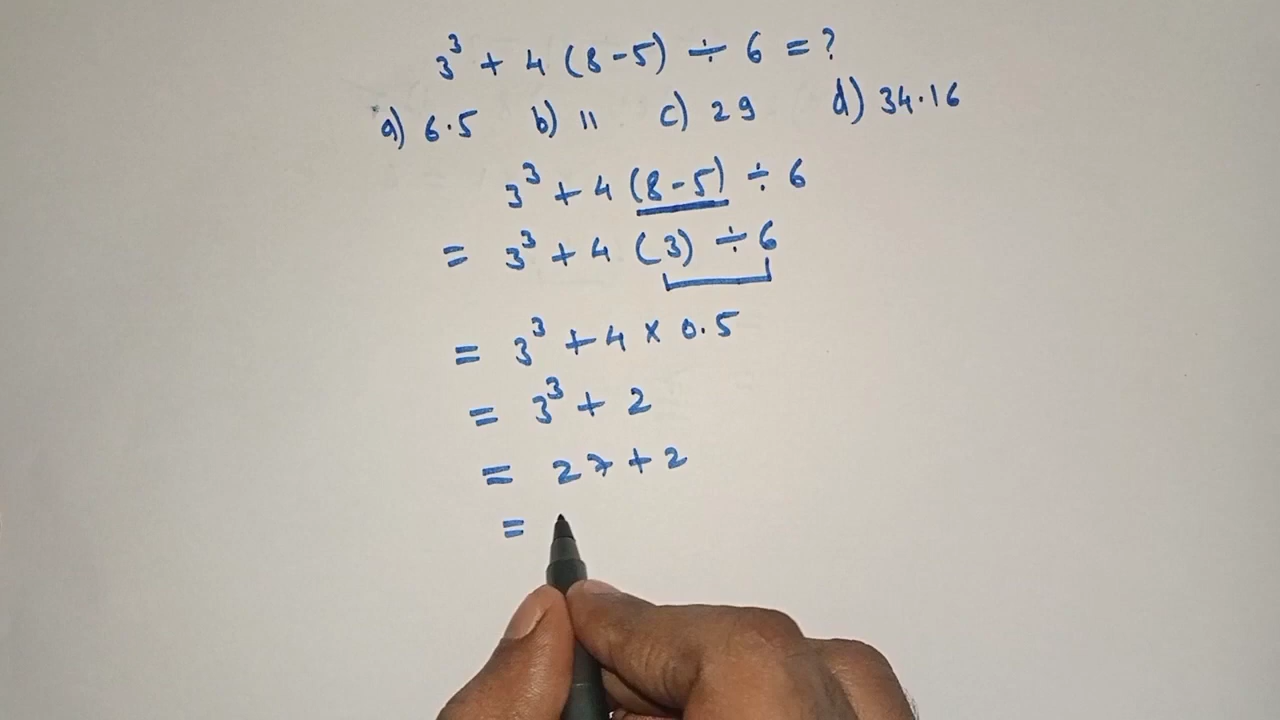 3³ + 4 (8-5) ÷ 6 = ?
a) 6.5 b) 11 c) 29 d) 34.16
3³ + 4 (8-5) ÷ 6
= 3³ + 4 (3) ÷ 6
= 3³ + 4 × 0.5
= 3³ + 2
= 27 + 2
=